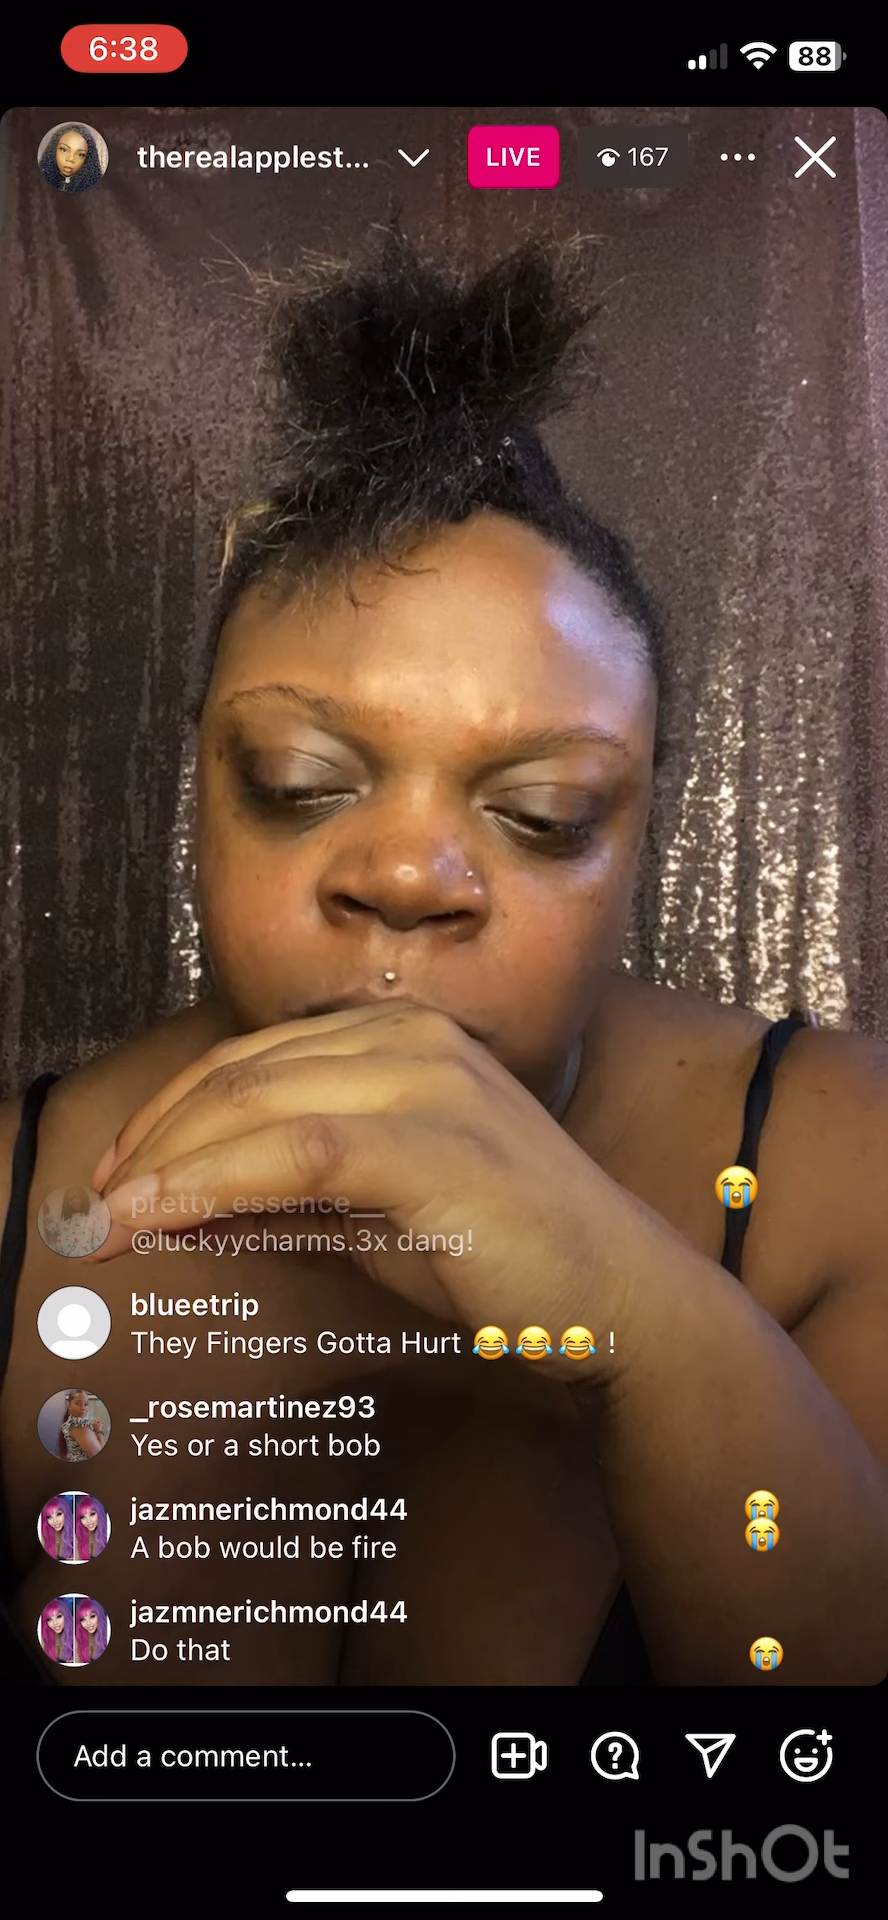 6:38
88
therealapplest...
LIVE
167
pretty_essence__
@luckyycharms.3x dang!
blueetrip
They Fingers Gotta Hurt 😂😂😂 !
_rosemartinez93
Yes or a short bob
jazmnerichmond44
A bob would be fire
jazmnerichmond44
Do that
Add a comment...
InShOt